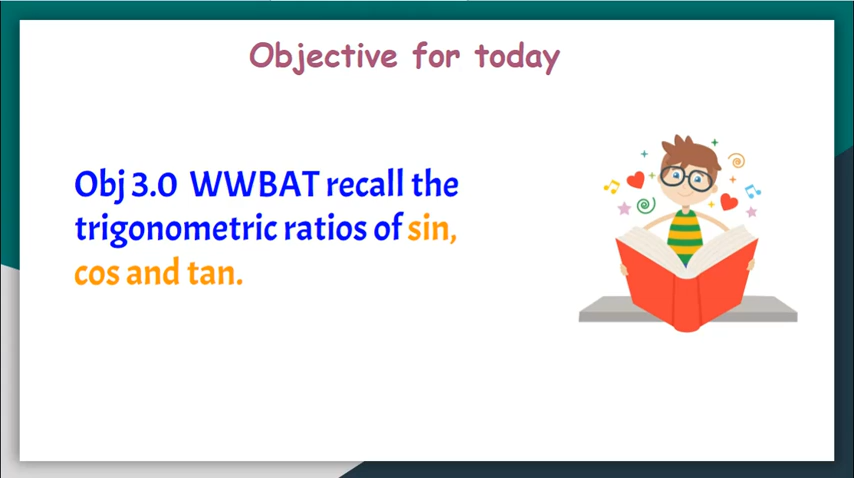 Objective for today
Obj 3.0 WWBAT recall the
trigonometric ratios of sin,
cos and tan.